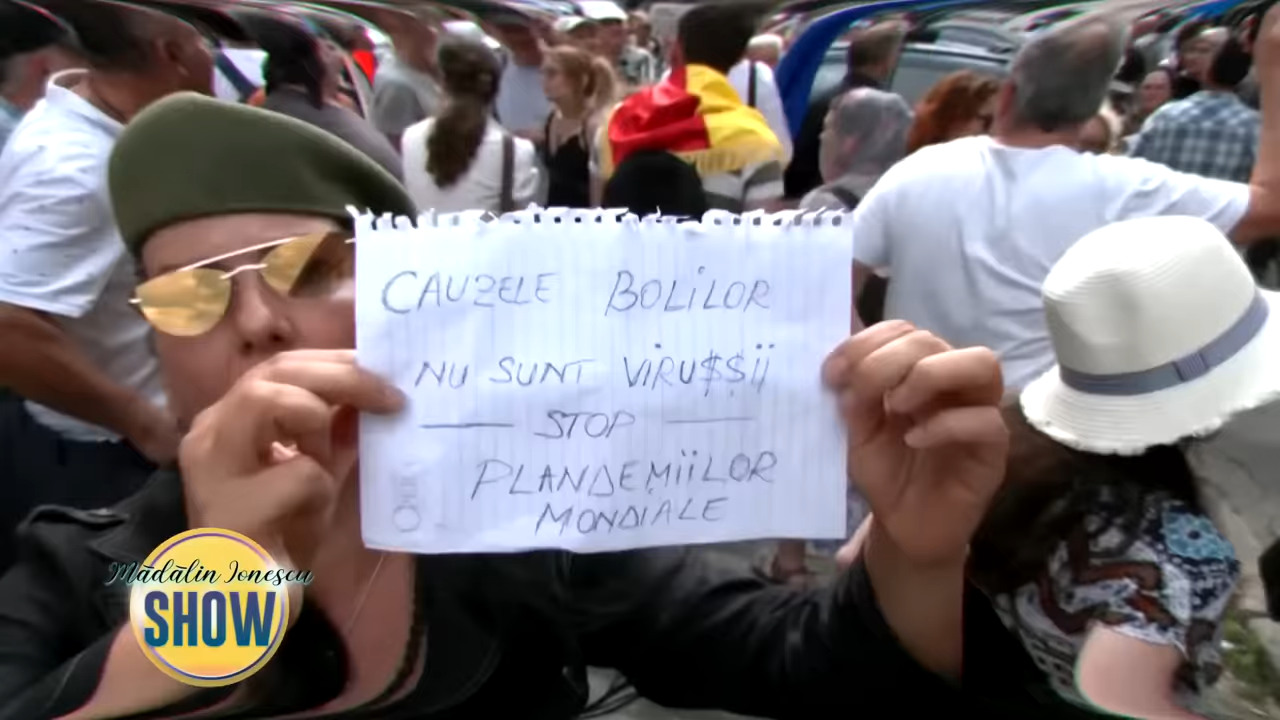 CAUZELE BOLiLOR
NU SUNT ViRU$$ii
— STOP —
PLANDEMiiLOR
MONDiALE
Mădălin Ionescu
SHOW